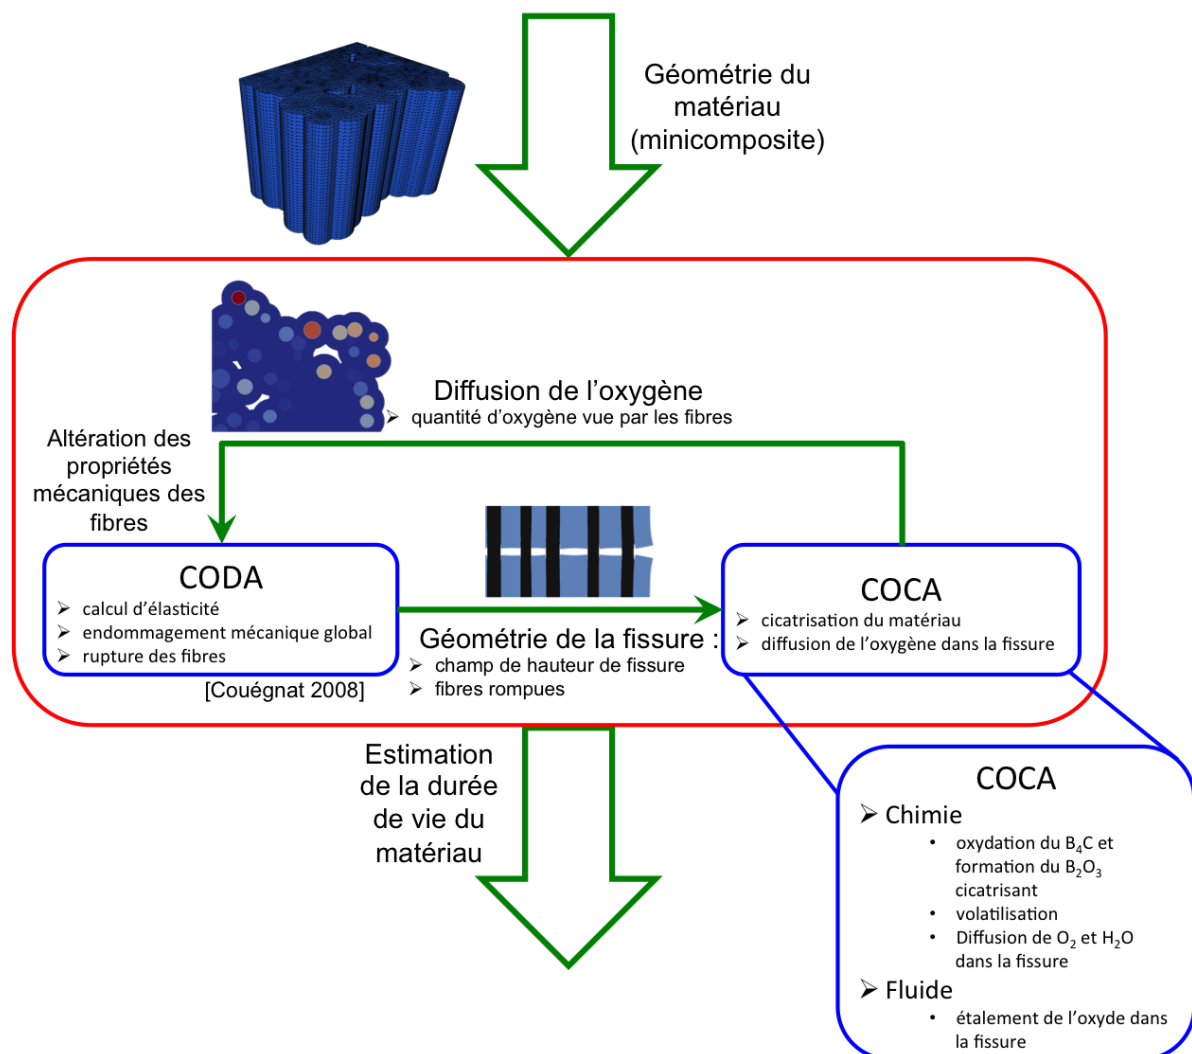 Géométrie du
matériau
(minicomposite)
Diffusion de l'oxygène
➢ quantité d'oxygène vue par les fibres
Altération des
propriétés
mécaniques des
fibres
CODA
➢ calcul d'élasticité
➢ endommagement mécanique global
➢ rupture des fibres
[Couégnat 2008]
Géométrie de la fissure :
➢ champ de hauteur de fissure
➢ fibres rompues
COCA
➢ cicatrisation du matériau
➢ diffusion de l'oxygène dans la fissure
Estimation
de la durée
de vie du
matériau
COCA
➢ Chimie
• oxydation du B₄C et
formation du B₂O₃
cicatrisant
• volatilisation
• Diffusion de O₂ et H₂O
dans la fissure
➢ Fluide
• étalement de l'oxyde dans
la fissure